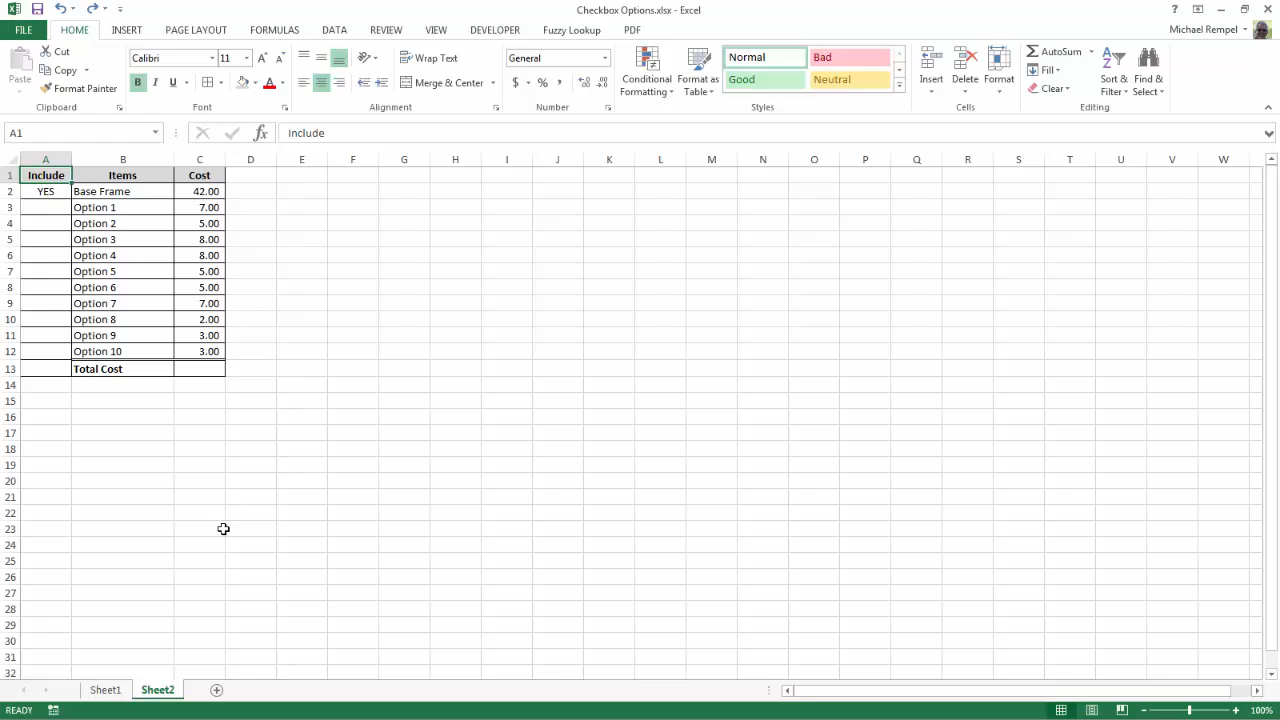 Checkbox Options.xlsx - Excel
FILE HOME INSERT PAGE LAYOUT FORMULAS DATA REVIEW VIEW DEVELOPER Fuzzy Lookup PDF Michael Rempel
Paste Cut Copy Format Painter Clipboard
Calibri 11 B I U A A A Font
Wrap Text Merge & Center Alignment
General $ % , Number
Conditional Formatting Format as Table Normal Bad Good Neutral Styles
Insert Delete Format Cells
AutoSum Fill Clear Sort & Filter Find & Select Editing
A1 fx Include
A B C D E F G H I J K L M N O P Q R S T U V W
1 Include Items Cost
2 YES Base Frame 42.00
3 Option 1 7.00
4 Option 2 5.00
5 Option 3 8.00
6 Option 4 8.00
7 Option 5 5.00
8 Option 6 5.00
9 Option 7 7.00
10 Option 8 2.00
11 Option 9 3.00
12 Option 10 3.00
13 Total Cost
14
15
16
17
18
19
20
21
22
23
24
25
26
27
28
29
30
31
32
Sheet1 Sheet2
READY 100%